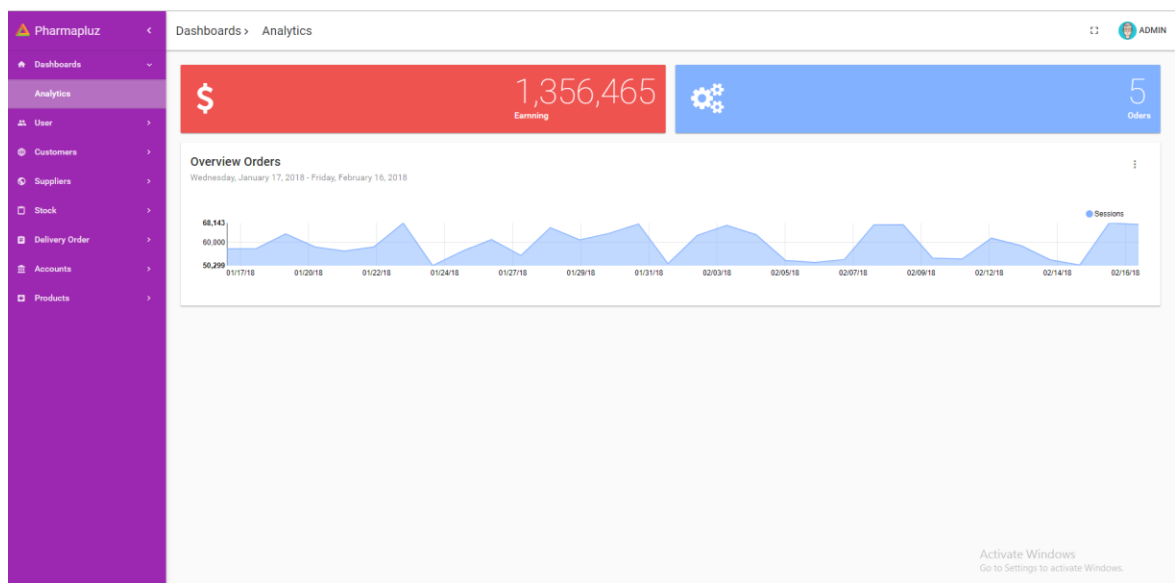 Pharmapluz
Dashboards > Analytics
ADMIN
Dashboards
Analytics
User
Customers
Suppliers
Stock
Delivery Order
Accounts
Products
$
1,356,465
Earnning
5
Oders
Overview Orders
Wednesday, January 17, 2018 - Friday, February 16, 2018
Sessions
68,143
60,000
50,299
01/17/18 01/20/18 01/22/18 01/24/18 01/27/18 01/29/18 01/31/18 02/03/18 02/05/18 02/07/18 02/09/18 02/12/18 02/14/18 02/16/18
Activate Windows
Go to Settings to activate Windows.